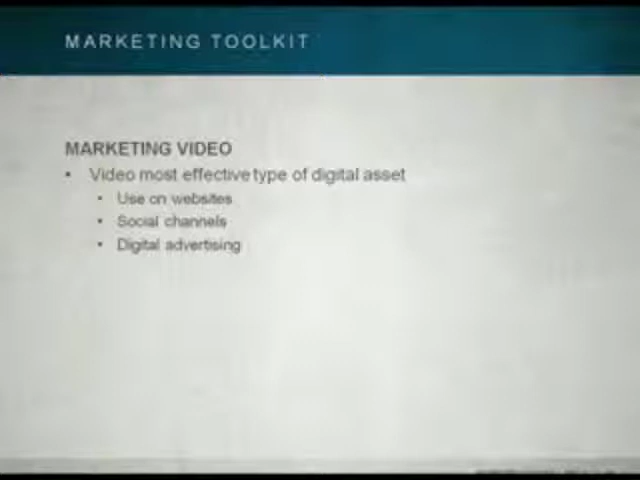 MARKETING TOOLKIT
MARKETING VIDEO
• Video most effective type of digital asset
• Use on websites
• Social channels
• Digital advertising